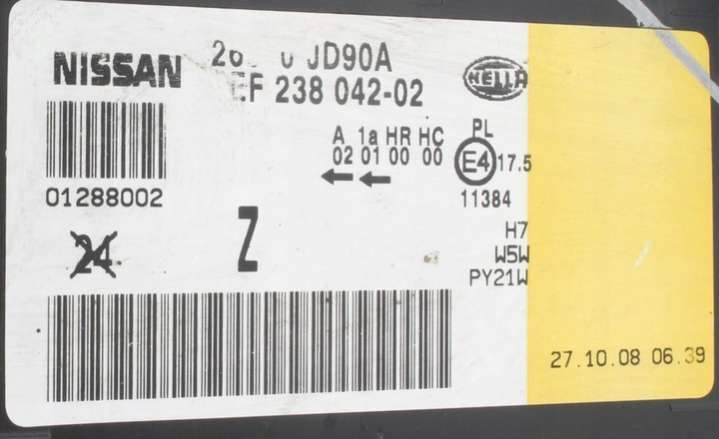 NISSAN
JD90A
EF 238 042-02
HELLA
A 1a HR HC
02 01 00 00
PL
E4 17.5
11384
01288002
24
Z
H7
W5W
PY21W
27.10.08 06.39